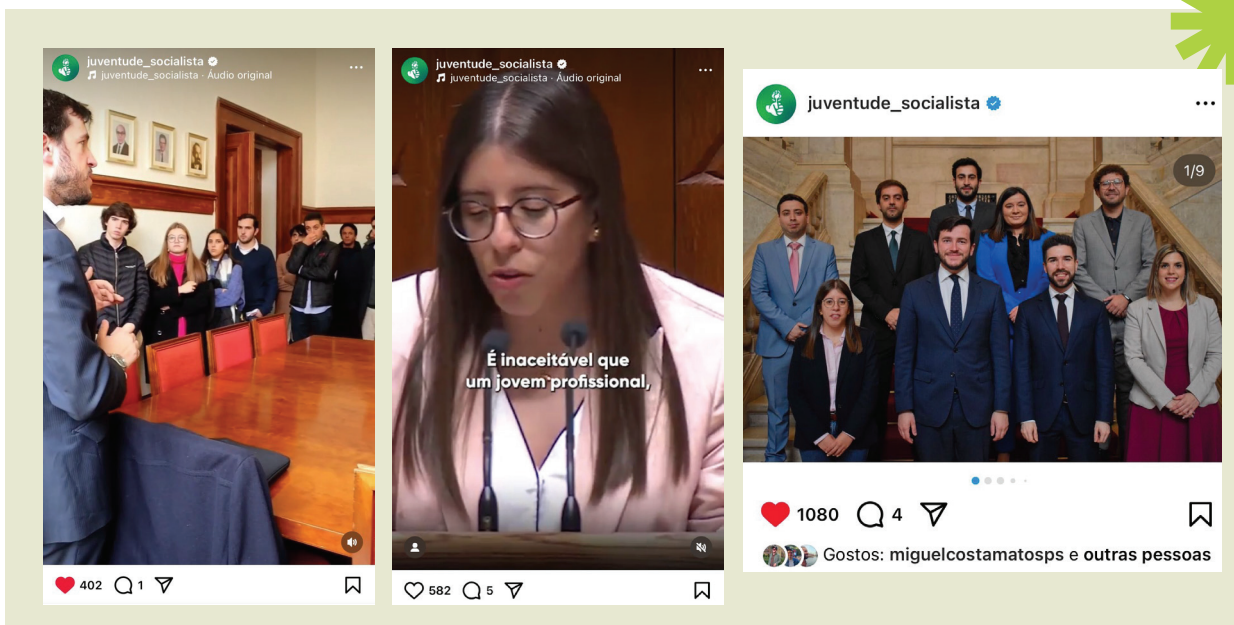 juventude_socialista
juventude_socialista · Áudio original
402 1
juventude_socialista
juventude_socialista · Áudio original
É inaceitável que
um jovem profissional,
582 5
juventude_socialista
1/9
1080 4
Gostos: miguelcostamatosps e outras pessoas